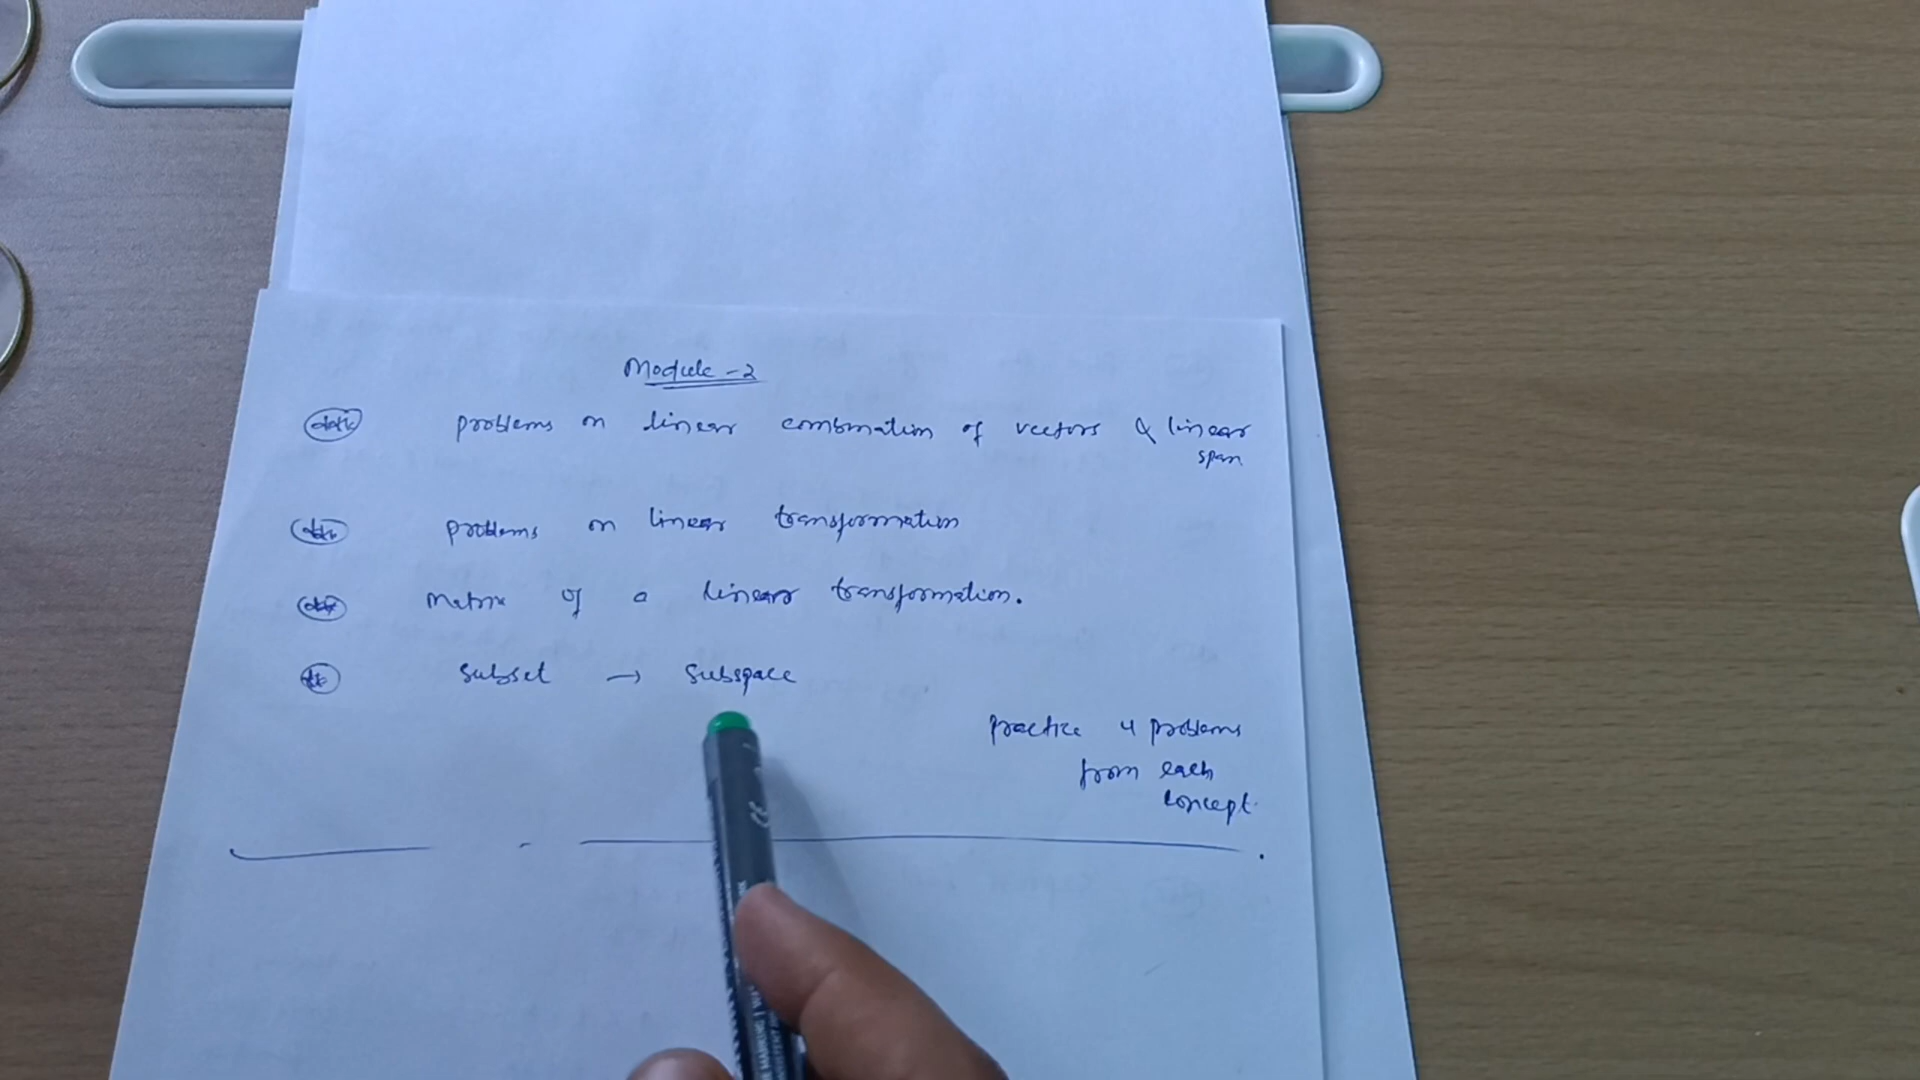 Module - 2
problems on linear combination of vectors & linear
span
problems on linear transformation
matrix of a linear transformation.
subset → subspace
practice 4 problems
from each
concept.